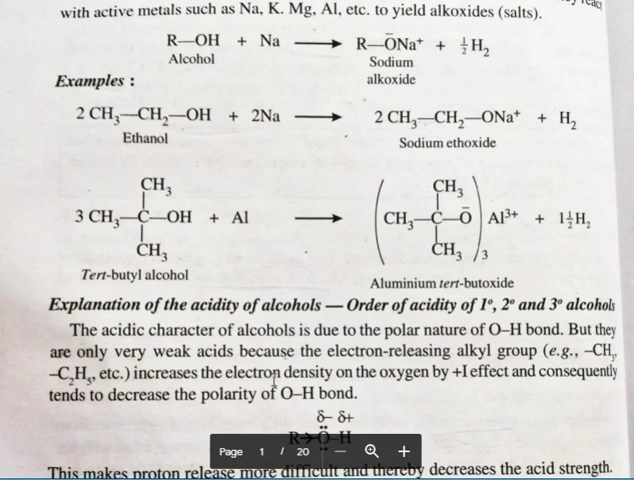 with active metals such as Na, K. Mg, Al, etc. to yield alkoxides (salts).
R—OH + Na ⟶ R—ŌNa⁺ + ½H₂
Alcohol Sodium alkoxide
Examples :
2 CH₃—CH₂—OH + 2Na ⟶ 2 CH₃—CH₂—ONa⁺ + H₂
Ethanol Sodium ethoxide
CH₃ CH₃
3 CH₃—C—OH + Al ⟶ (CH₃—C—Ō)₃ Al³⁺ + 1½H₂
CH₃ CH₃
Tert-butyl alcohol Aluminium tert-butoxide
Explanation of the acidity of alcohols — Order of acidity of 1º, 2º and 3º alcohols
The acidic character of alcohols is due to the polar nature of O–H bond. But they
are only very weak acids because the electron-releasing alkyl group (e.g., –CH₃,
–C₂H₅, etc.) increases the electron density on the oxygen by +I effect and consequently
tends to decrease the polarity of O–H bond.
δ– δ+
R→Ö–H
Page 1 / 20 — +
This makes proton release more difficult and thereby decreases the acid strength.